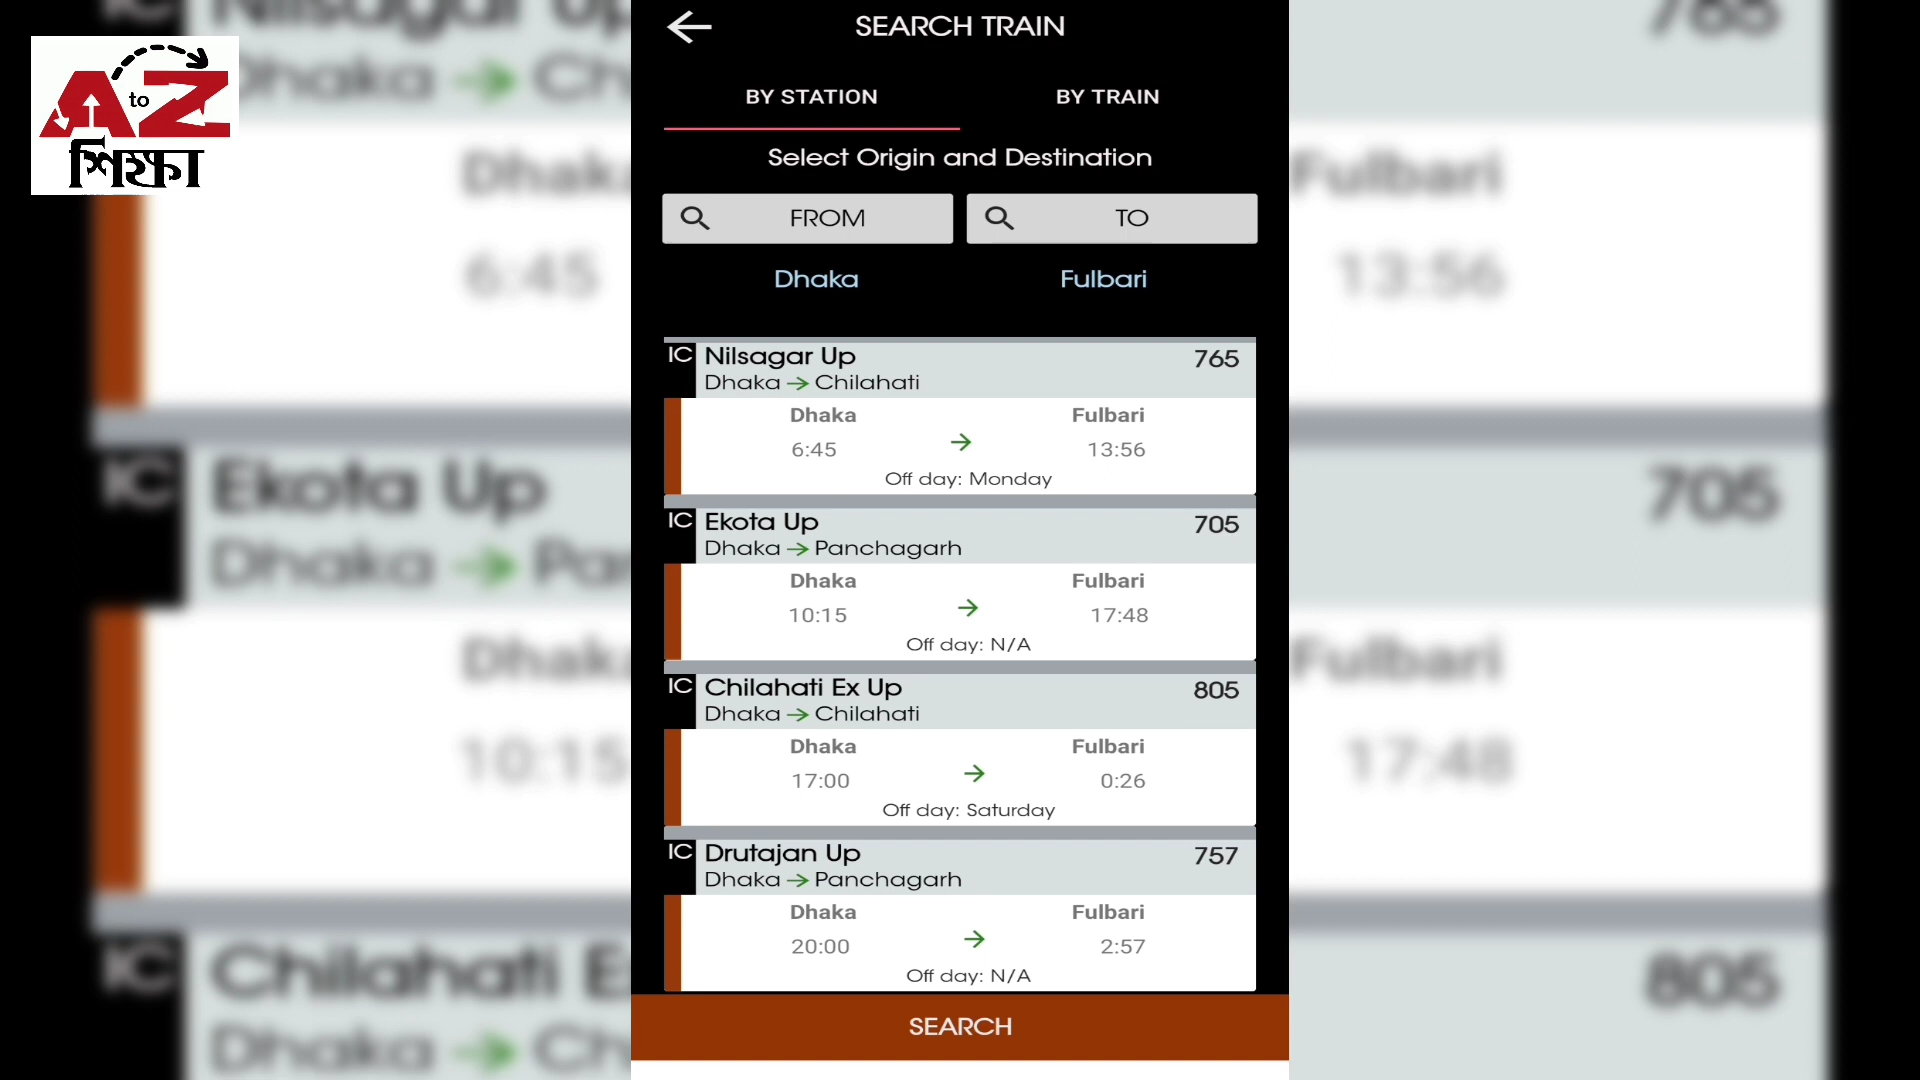 A to Z
শিক্ষা
SEARCH TRAIN
BY STATION
BY TRAIN
Select Origin and Destination
FROM
TO
Dhaka
Fulbari
IC Nilsagar Up 765
Dhaka → Chilahati
Dhaka Fulbari
6:45 → 13:56
Off day: Monday
IC Ekota Up 705
Dhaka → Panchagarh
Dhaka Fulbari
10:15 → 17:48
Off day: N/A
IC Chilahati Ex Up 805
Dhaka → Chilahati
Dhaka Fulbari
17:00 → 0:26
Off day: Saturday
IC Drutajan Up 757
Dhaka → Panchagarh
Dhaka Fulbari
20:00 → 2:57
Off day: N/A
SEARCH